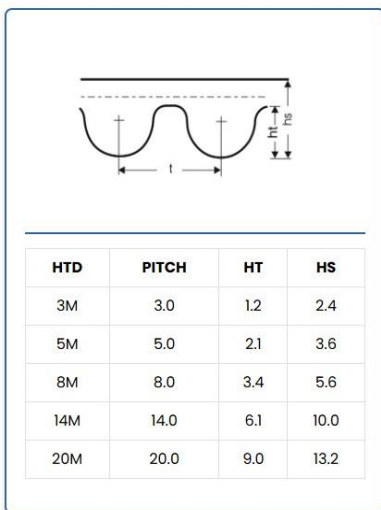 ht
hs
t
HTD PITCH HT HS
3M 3.0 1.2 2.4
5M 5.0 2.1 3.6
8M 8.0 3.4 5.6
14M 14.0 6.1 10.0
20M 20.0 9.0 13.2